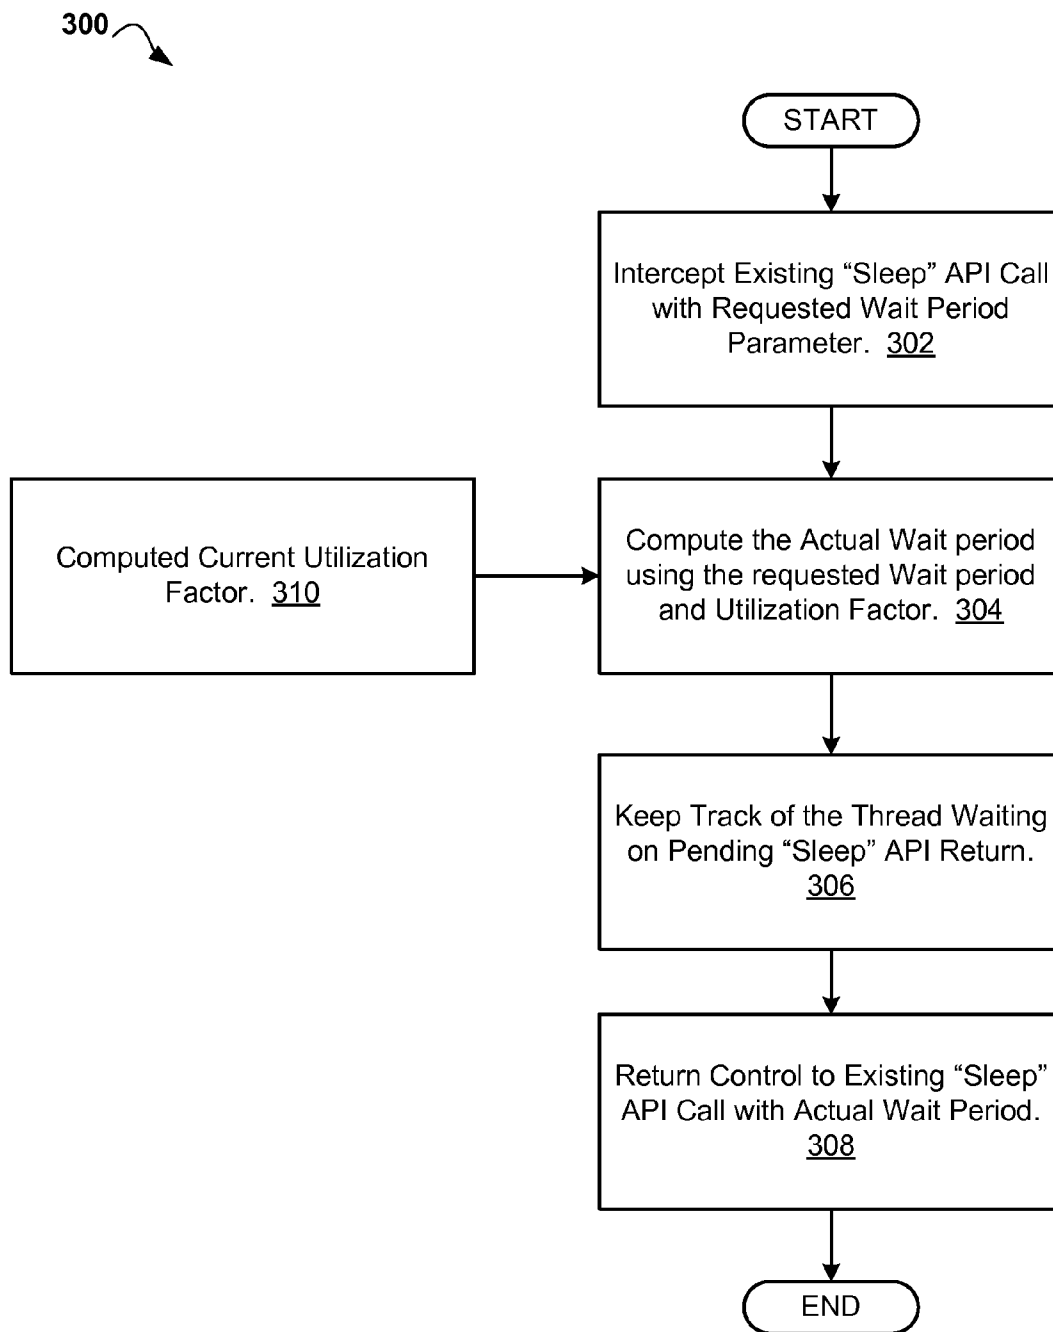 300
START
Intercept Existing “Sleep” API Call
with Requested Wait Period
Parameter. 302
Computed Current Utilization
Factor. 310
Compute the Actual Wait period
using the requested Wait period
and Utilization Factor. 304
Keep Track of the Thread Waiting
on Pending “Sleep” API Return.
306
Return Control to Existing “Sleep”
API Call with Actual Wait Period.
308
END